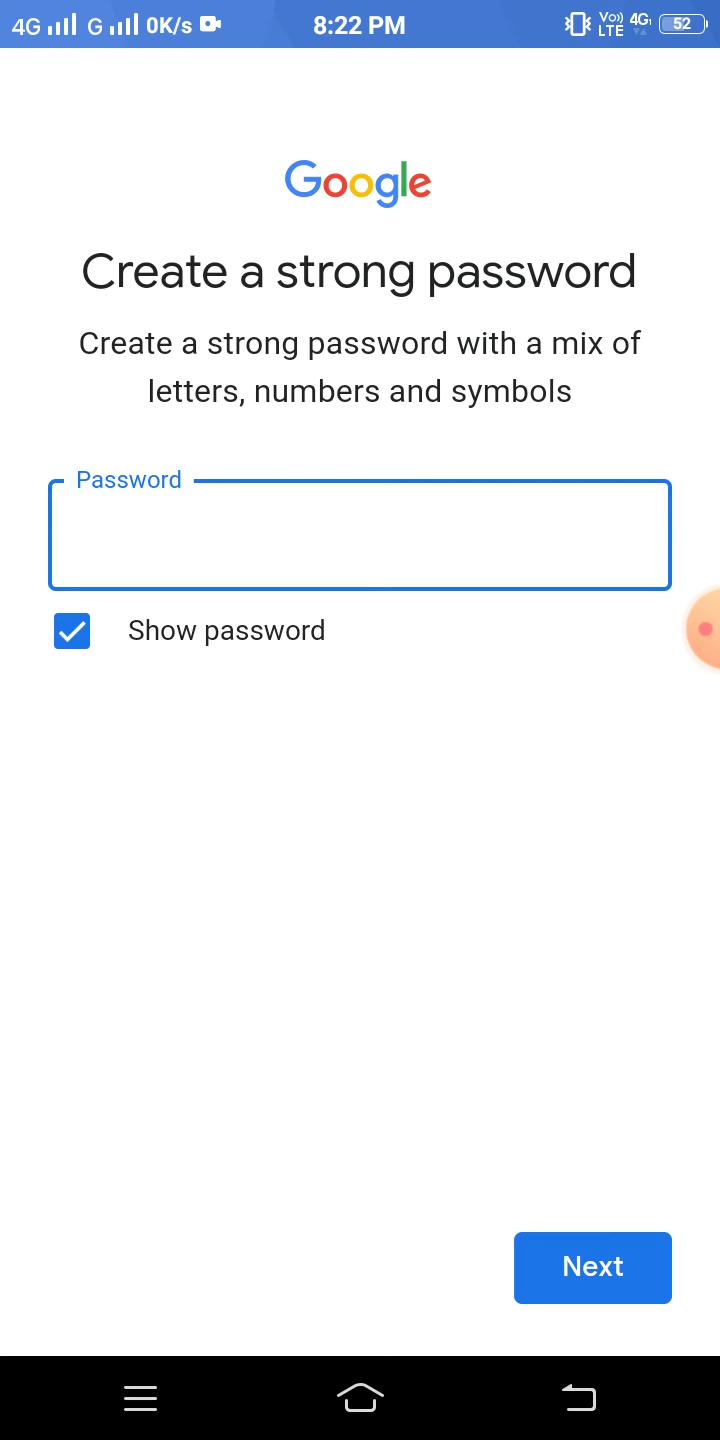 4G G 0K/s 8:22 PM Vo)) LTE 4G 52
Google
Create a strong password
Create a strong password with a mix of
letters, numbers and symbols
Password
Show password
Next